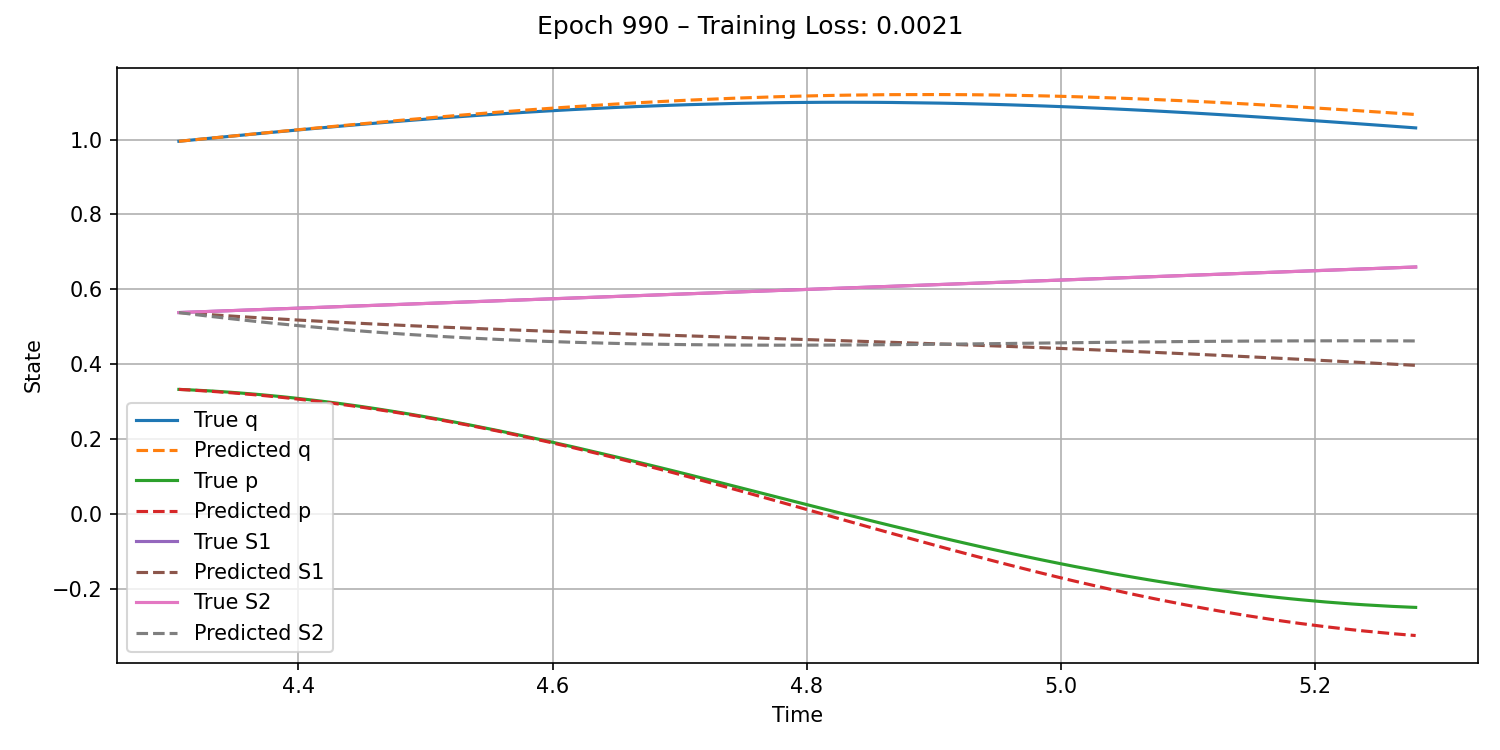 Epoch 990 – Training Loss: 0.0021
State
1.0
0.8
0.6
0.4
0.2
0.0
−0.2
True q
Predicted q
True p
Predicted p
True S1
Predicted S1
True S2
Predicted S2
4.4 4.6 4.8 5.0 5.2
Time